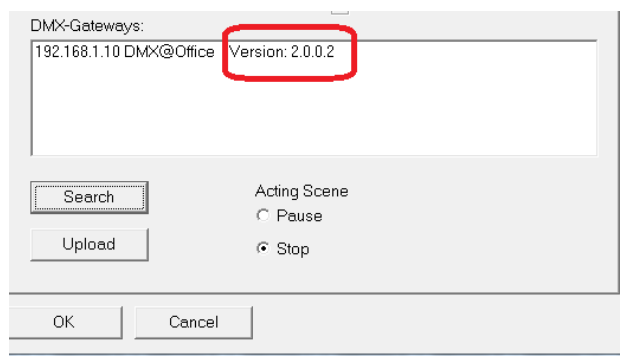 DMX-Gateways:
192.168.1.10 DMX@Office Version: 2.0.0.2
Search
Acting Scene
Pause
Upload
Stop
OK
Cancel